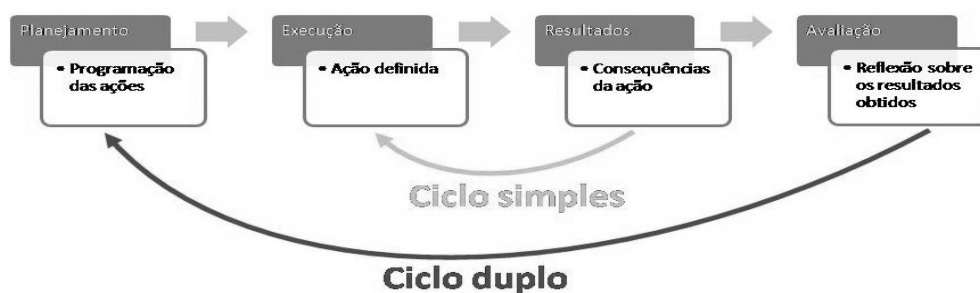 Planejamento
• Programação
das ações
Execução
• Ação definida
Resultados
• Consequências
da ação
Avaliação
• Reflexão sobre
os resultados
obtidos
Ciclo simples
Ciclo duplo